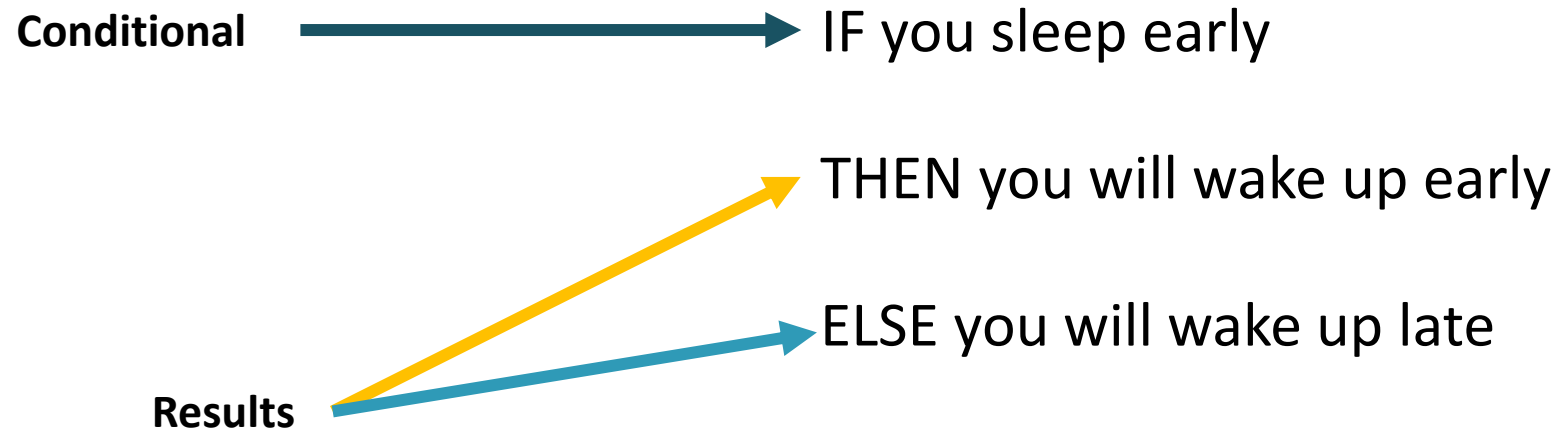 Conditional
IF you sleep early
THEN you will wake up early
ELSE you will wake up late
Results